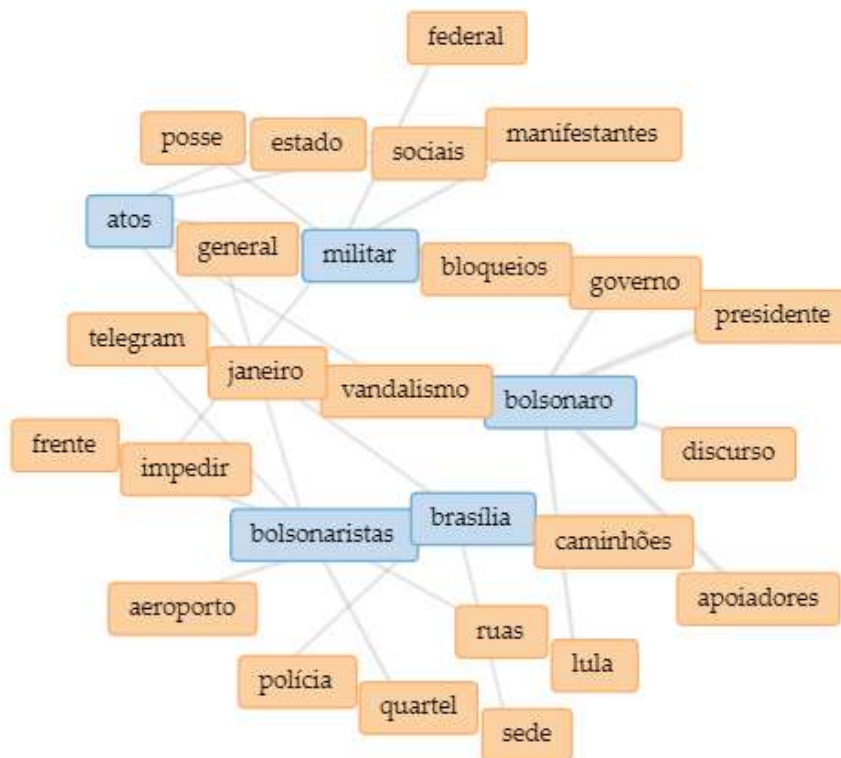 federal
posse
estado
sociais
manifestantes
atos
general
militar
bloqueios
governo
presidente
telegram
janeiro
vandalismo
bolsonaro
frente
impedir
discurso
bolsonaristas
brasília
caminhões
aeroporto
ruas
apoiadores
polícia
quartel
lula
sede